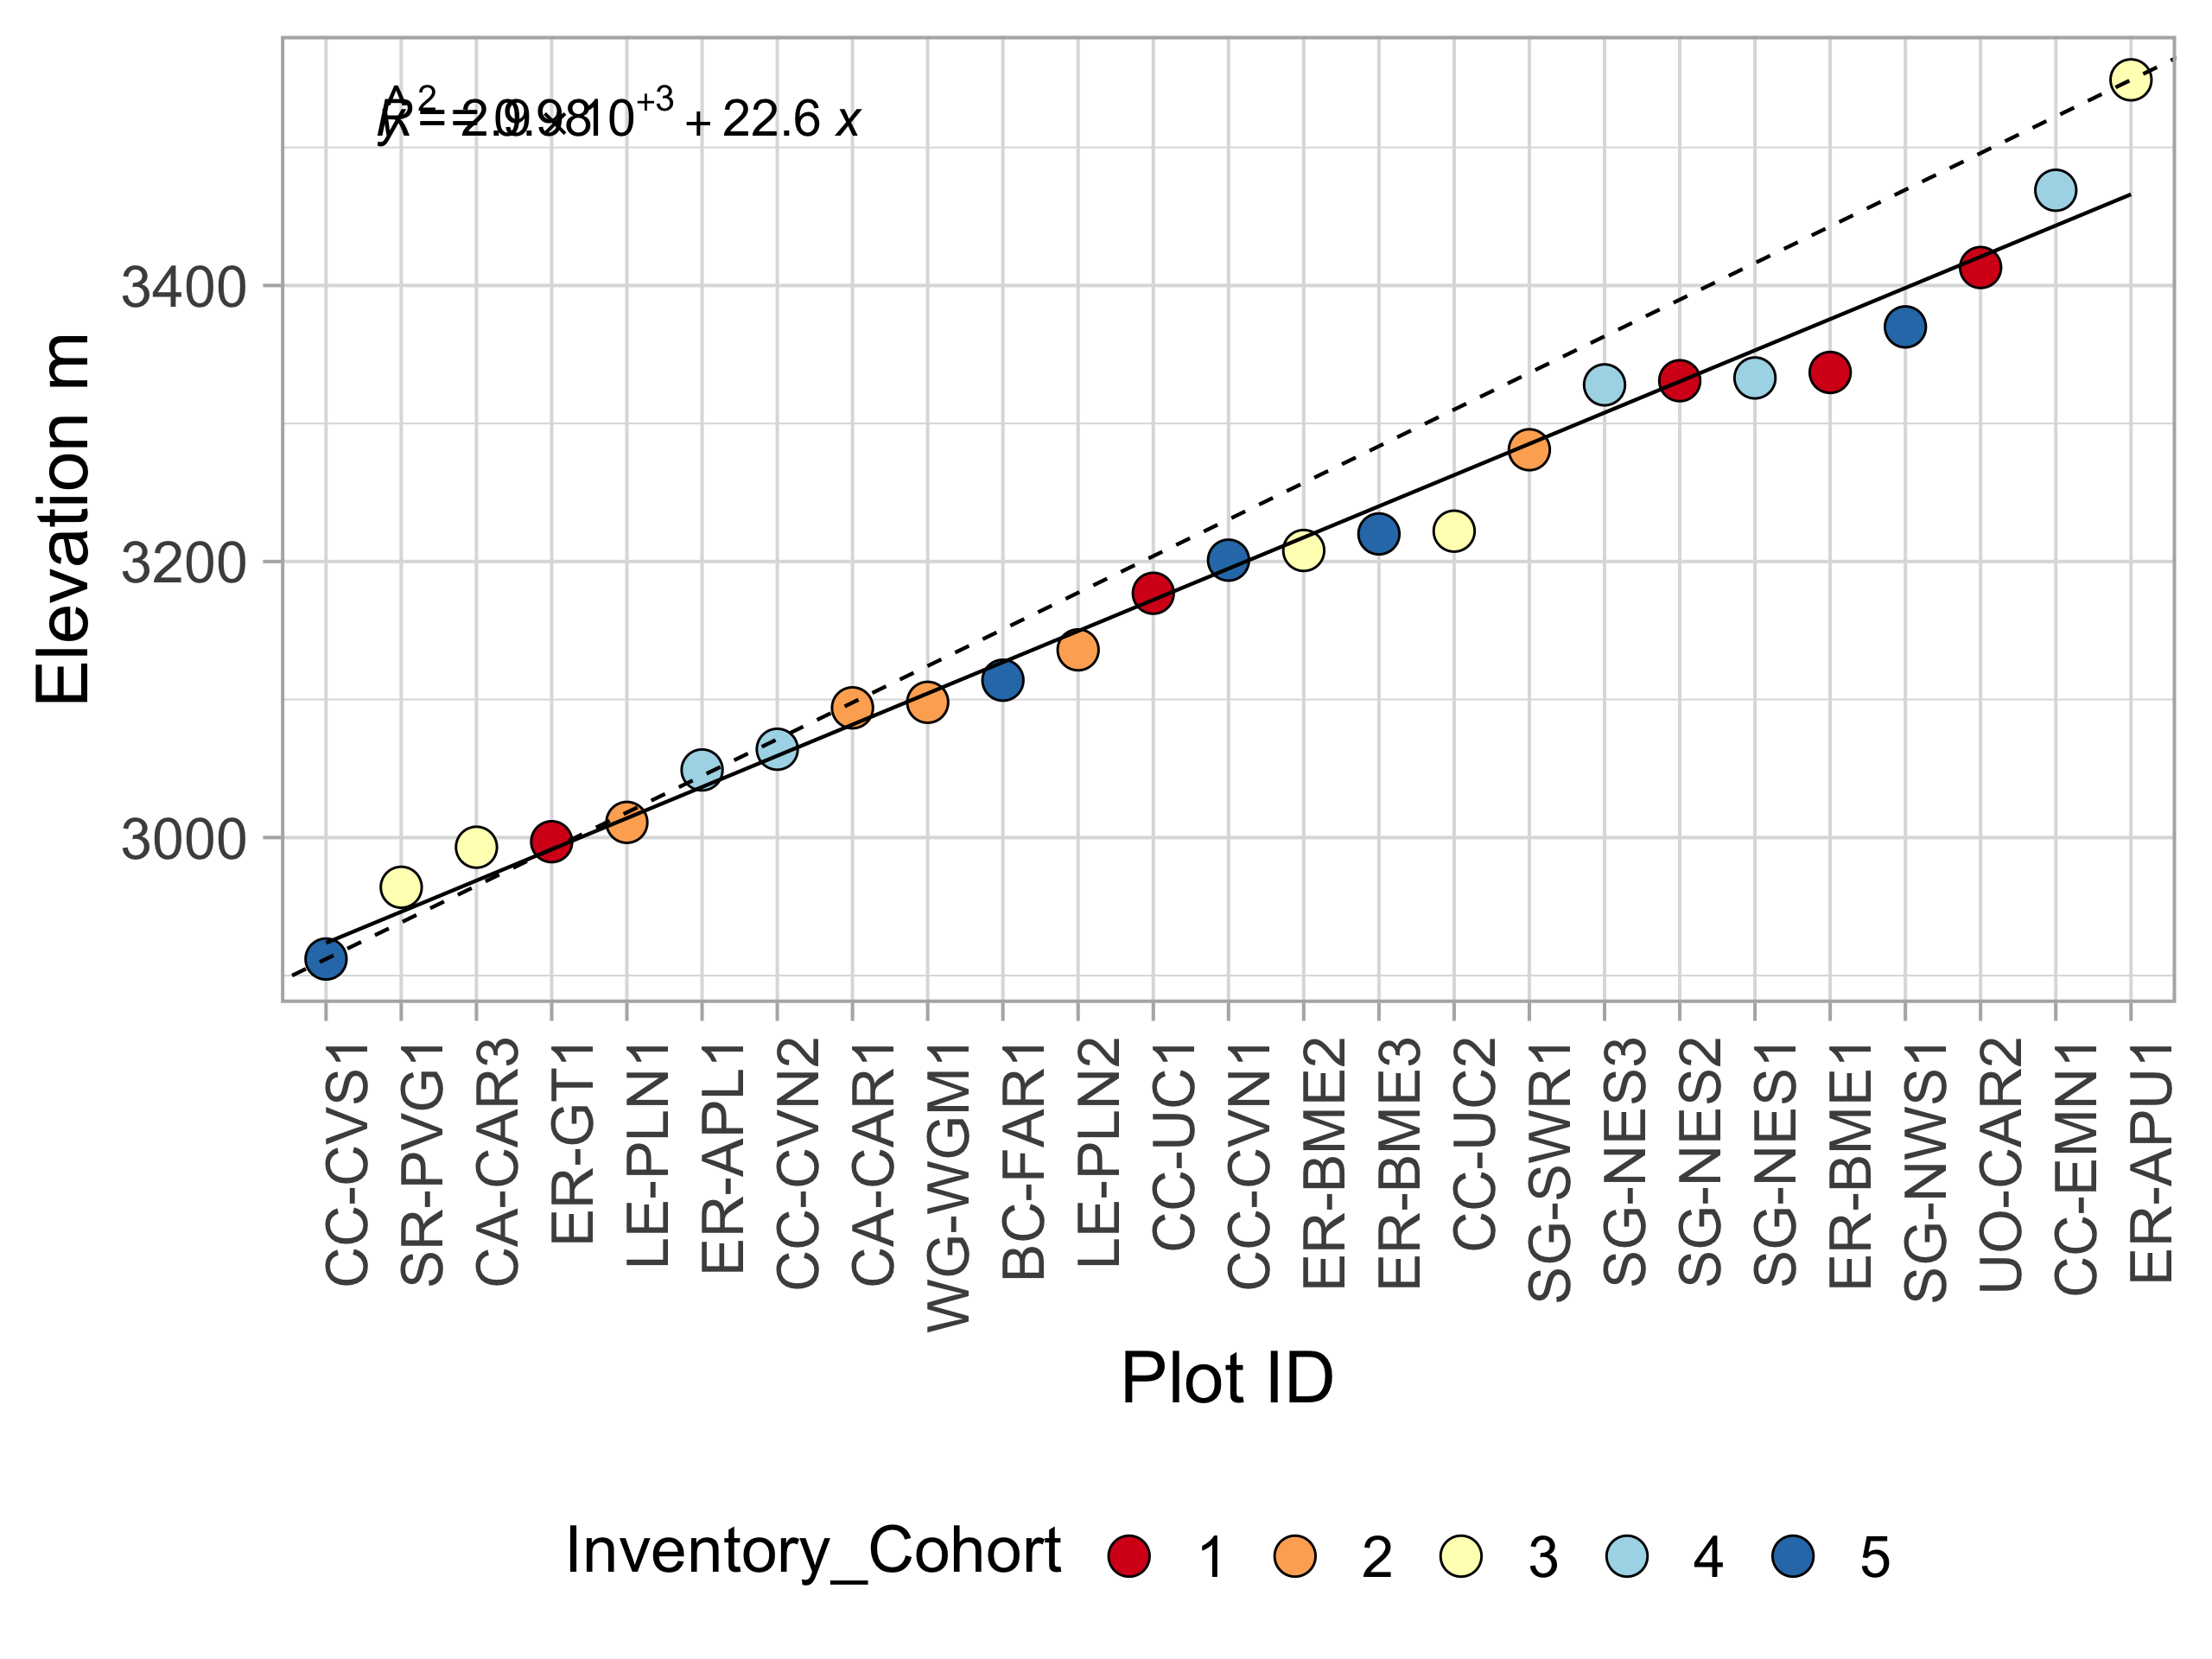 + 22.6 x
Elevation m
3400
3200
3000
CC-CVS1
SR-PVG1
CA-CAR3
ER-GT1
LE-PLN1
ER-APL1
CC-CVN2
CA-CAR1
WG-WGM1
BC-FAR1
LE-PLN2
CC-UC1
CC-CVN1
ER-BME2
ER-BME3
CC-UC2
SG-SWR1
SG-NES3
SG-NES2
SG-NES1
ER-BME1
SG-NWS1
UO-CAR2
CC-EMN1
ER-APU1
Plot ID
Inventory_Cohort 1 2 3 4 5